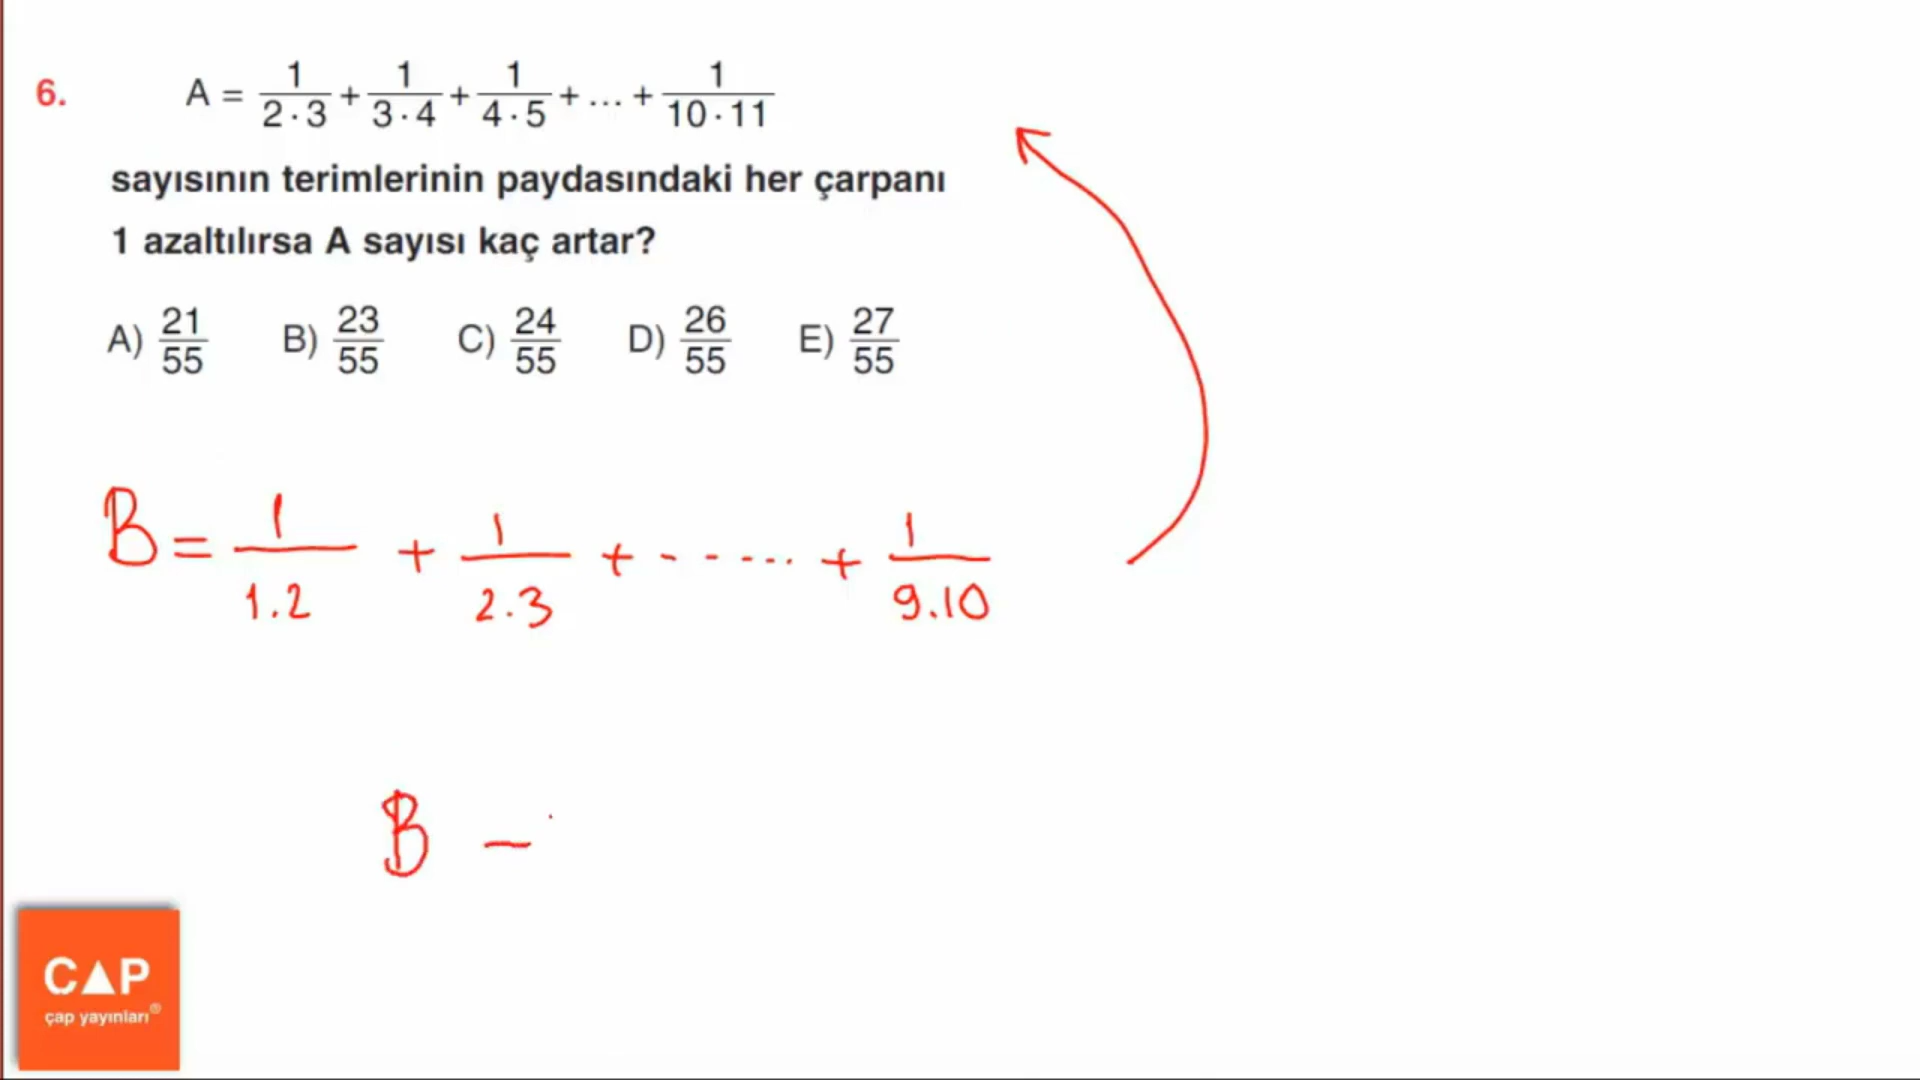 6. A = 1/(2·3) + 1/(3·4) + 1/(4·5) + ... + 1/(10·11)
sayısının terimlerinin paydasındaki her çarpanı
1 azaltılırsa A sayısı kaç artar?
A) 21/55 B) 23/55 C) 24/55 D) 26/55 E) 27/55
B = 1/(1.2) + 1/(2.3) + ------ + 1/(9.10)
B -
CAP
çap yayınları®